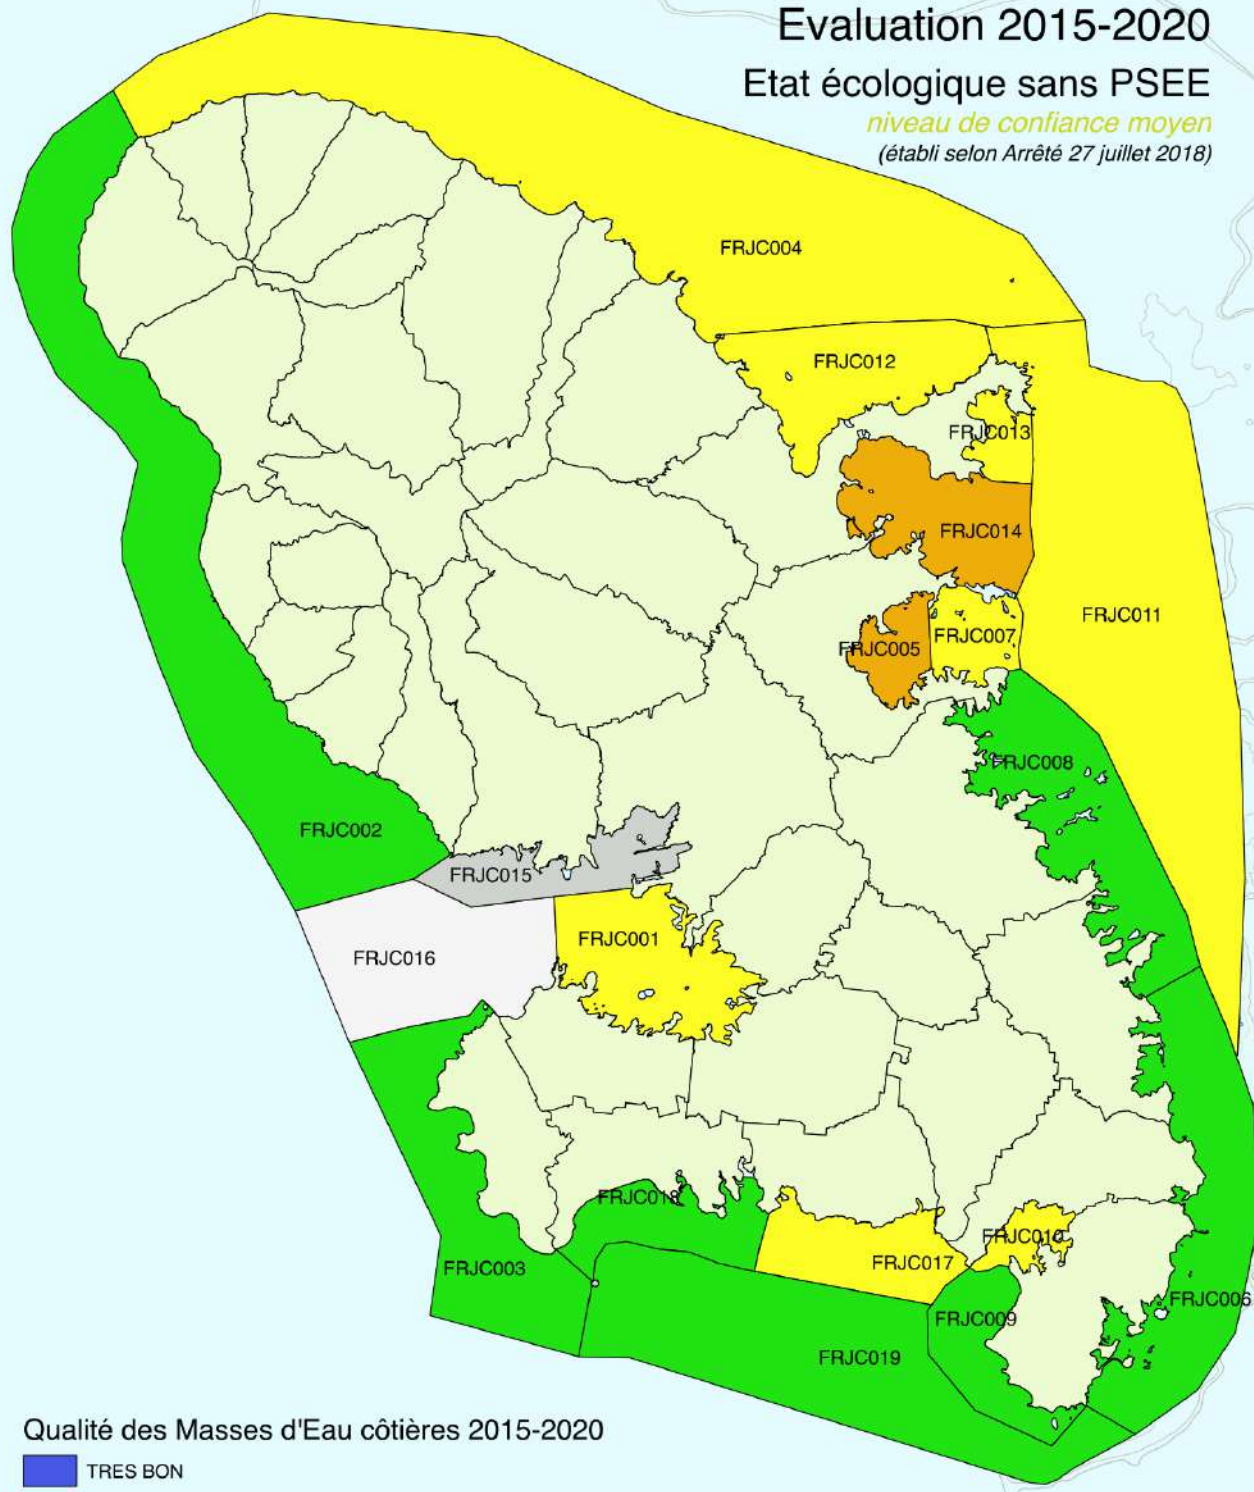 Evaluation 2015-2020
Etat écologique sans PSEE
niveau de confiance moyen
(établi selon Arrêté 27 juillet 2018)
FRJC004
FRJC012
FRJC013
FRJC014
FRJC011
FRJC005
FRJC007
FRJC008
FRJC002
FRJC015
FRJC001
FRJC016
FRJC018
FRJC010
FRJC017
FRJC003
FRJC006
FRJC009
FRJC019
Qualité des Masses d'Eau côtières 2015-2020
TRES BON